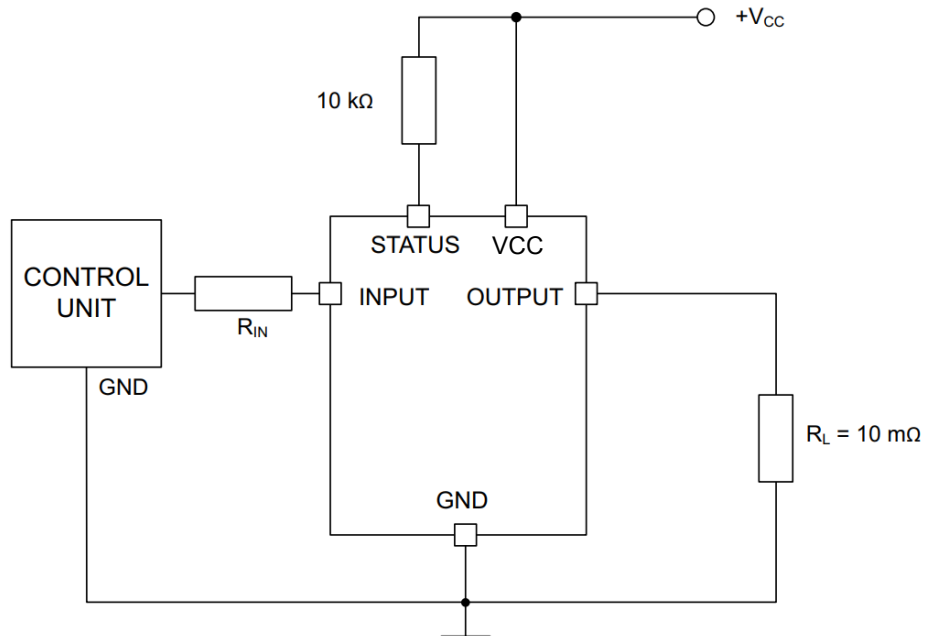 +VCC
10 kΩ
STATUS
VCC
CONTROL
UNIT
INPUT
OUTPUT
RIN
GND
RL = 10 mΩ
GND